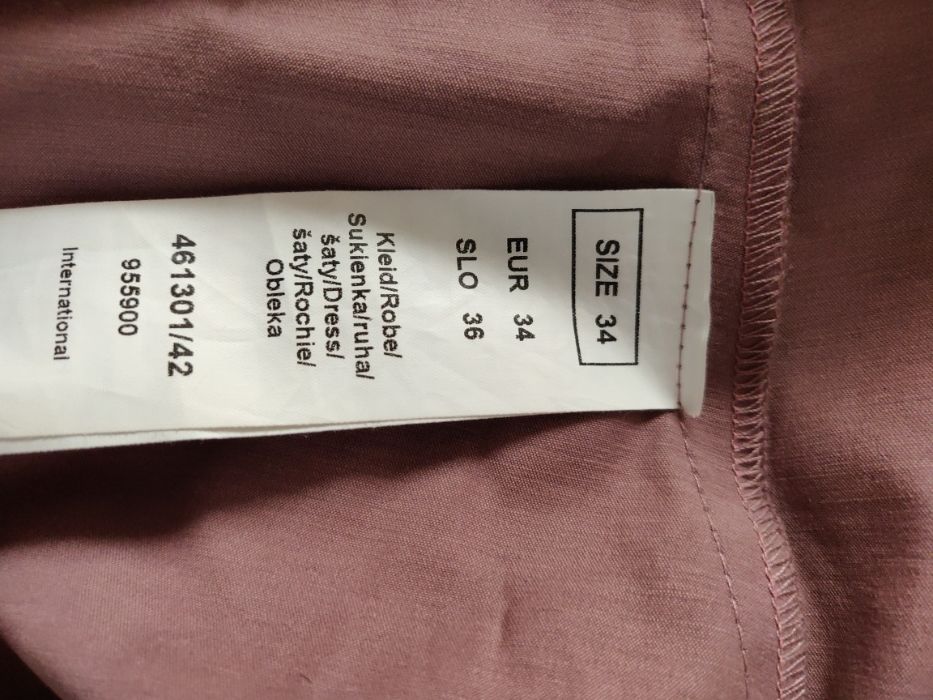 SIZE 34
EUR 34
SLO 36
Kleid/Robe/
Sukienka/ruha/
šaty/Dress/
šaty/Rochie/
Obleka
461301/42
955900
International